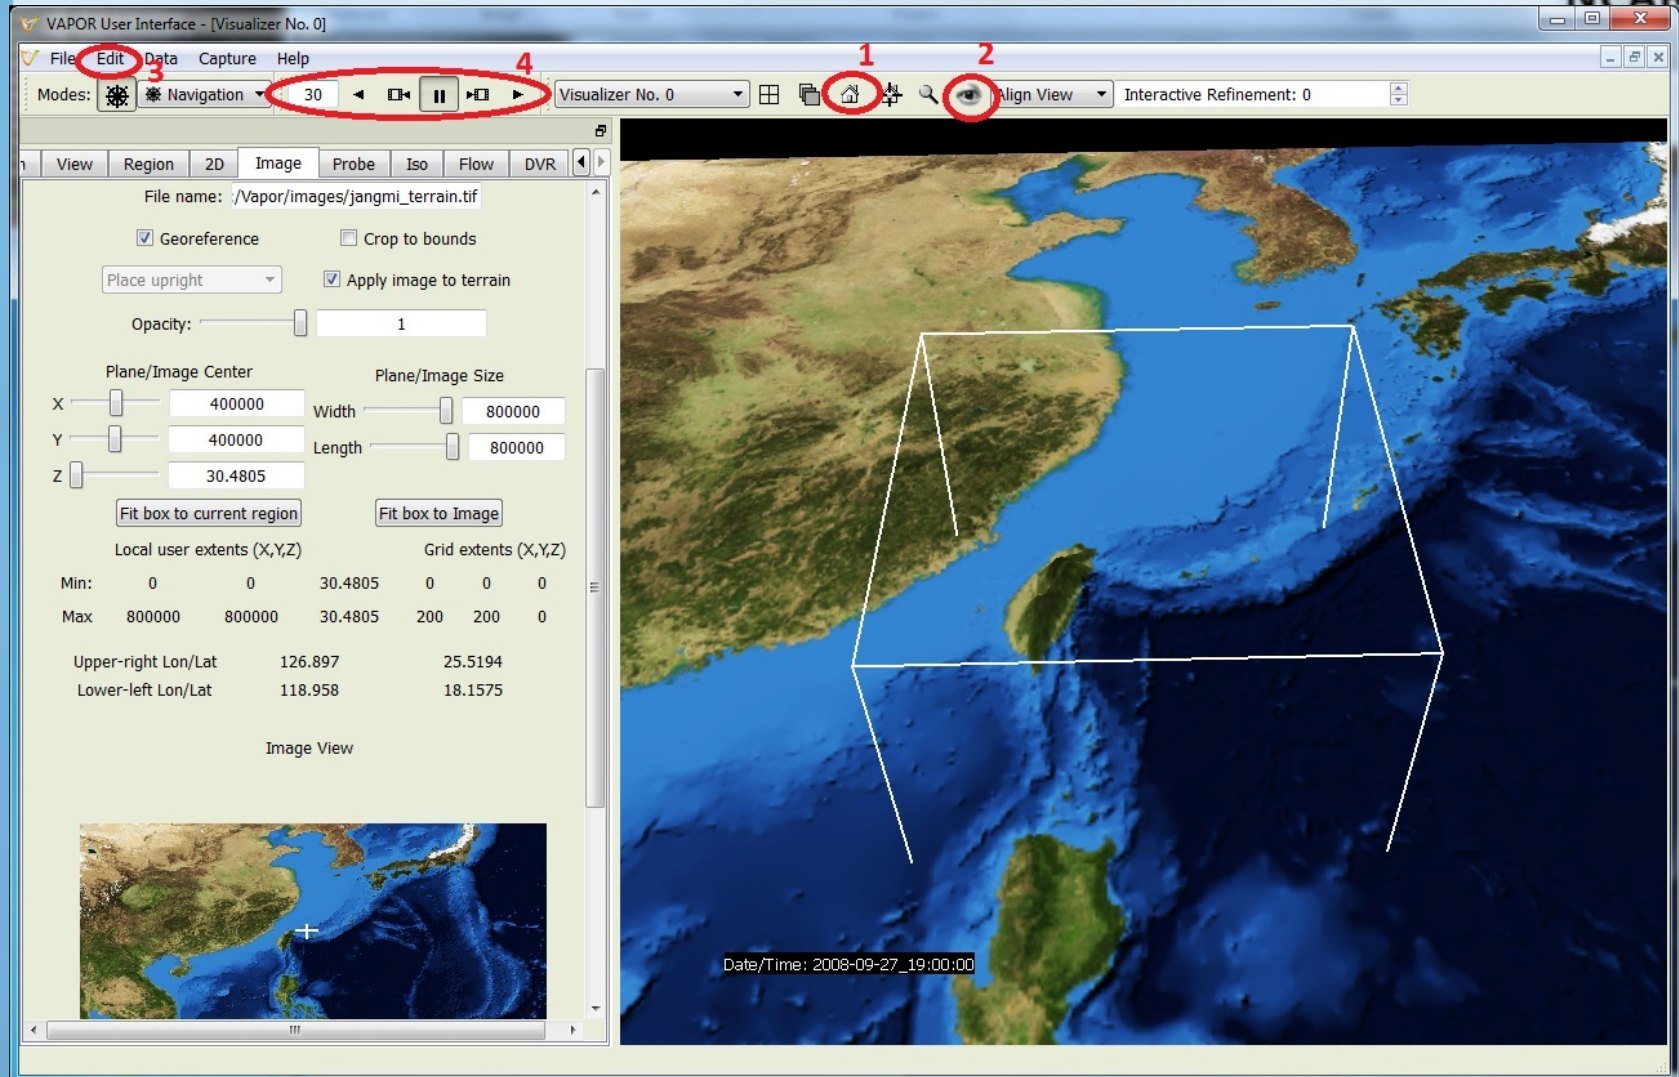 VAPOR User Interface - [Visualizer No. 0]
File Edit Data Capture Help
1
2
3
4
Modes: Navigation 30 Visualizer No. 0 Align View Interactive Refinement: 0
View Region 2D Image Probe Iso Flow DVR
File name: :/Vapor/images/jangmi_terrain.tif
Georeference Crop to bounds
Place upright Apply image to terrain
Opacity: 1
Plane/Image Center Plane/Image Size
X 400000 Width 800000
Y 400000 Length 800000
Z 30.4805
Fit box to current region Fit box to Image
Local user extents (X,Y,Z) Grid extents (X,Y,Z)
Min: 0 0 30.4805 0 0 0
Max 800000 800000 30.4805 200 200 0
Upper-right Lon/Lat 126.897 25.5194
Lower-left Lon/Lat 118.958 18.1575
Image View
Date/Time: 2008-09-27_19:00:00